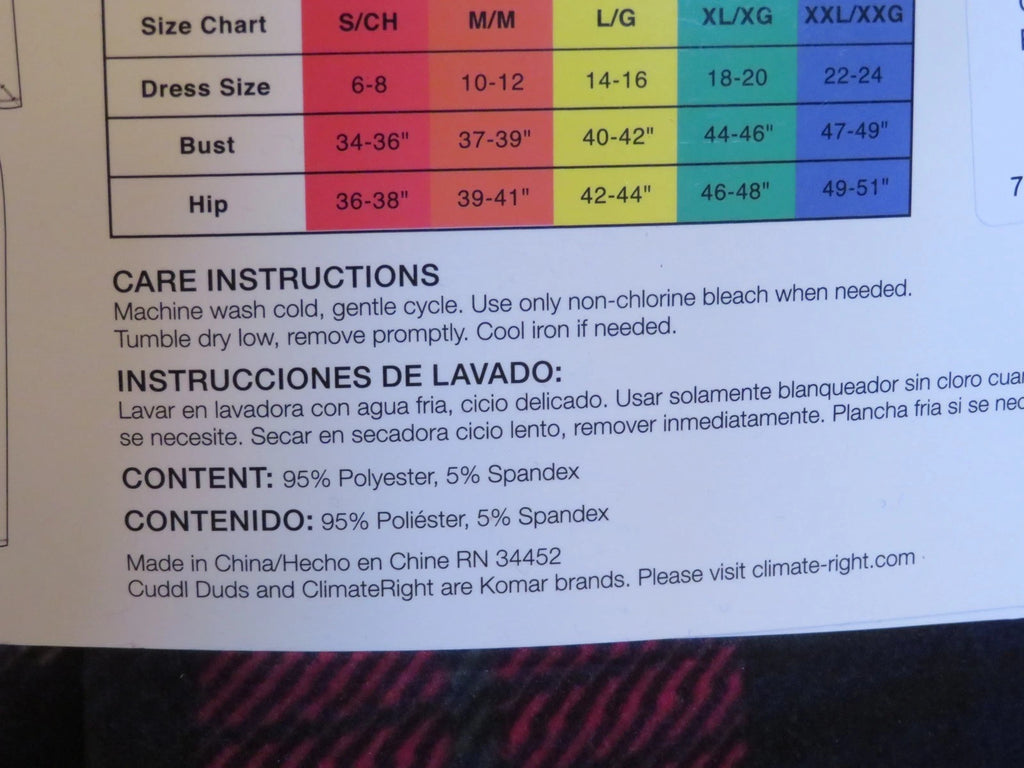 Size Chart S/CH M/M L/G XL/XG XXL/XXG
Dress Size 6-8 10-12 14-16 18-20 22-24
Bust 34-36" 37-39" 40-42" 44-46" 47-49"
Hip 36-38" 39-41" 42-44" 46-48" 49-51"
7
CARE INSTRUCTIONS
Machine wash cold, gentle cycle. Use only non-chlorine bleach when needed.
Tumble dry low, remove promptly. Cool iron if needed.
INSTRUCCIONES DE LAVADO:
Lavar en lavadora con agua fria, cicio delicado. Usar solamente blanqueador sin cloro
se necesite. Secar en secadora cicio lento, remover inmediatamente. Plancha fria si se
CONTENT: 95% Polyester, 5% Spandex
CONTENIDO: 95% Poliéster, 5% Spandex
Made in China/Hecho en Chine RN 34452
Cuddl Duds and ClimateRight are Komar brands. Please visit climate-right.com